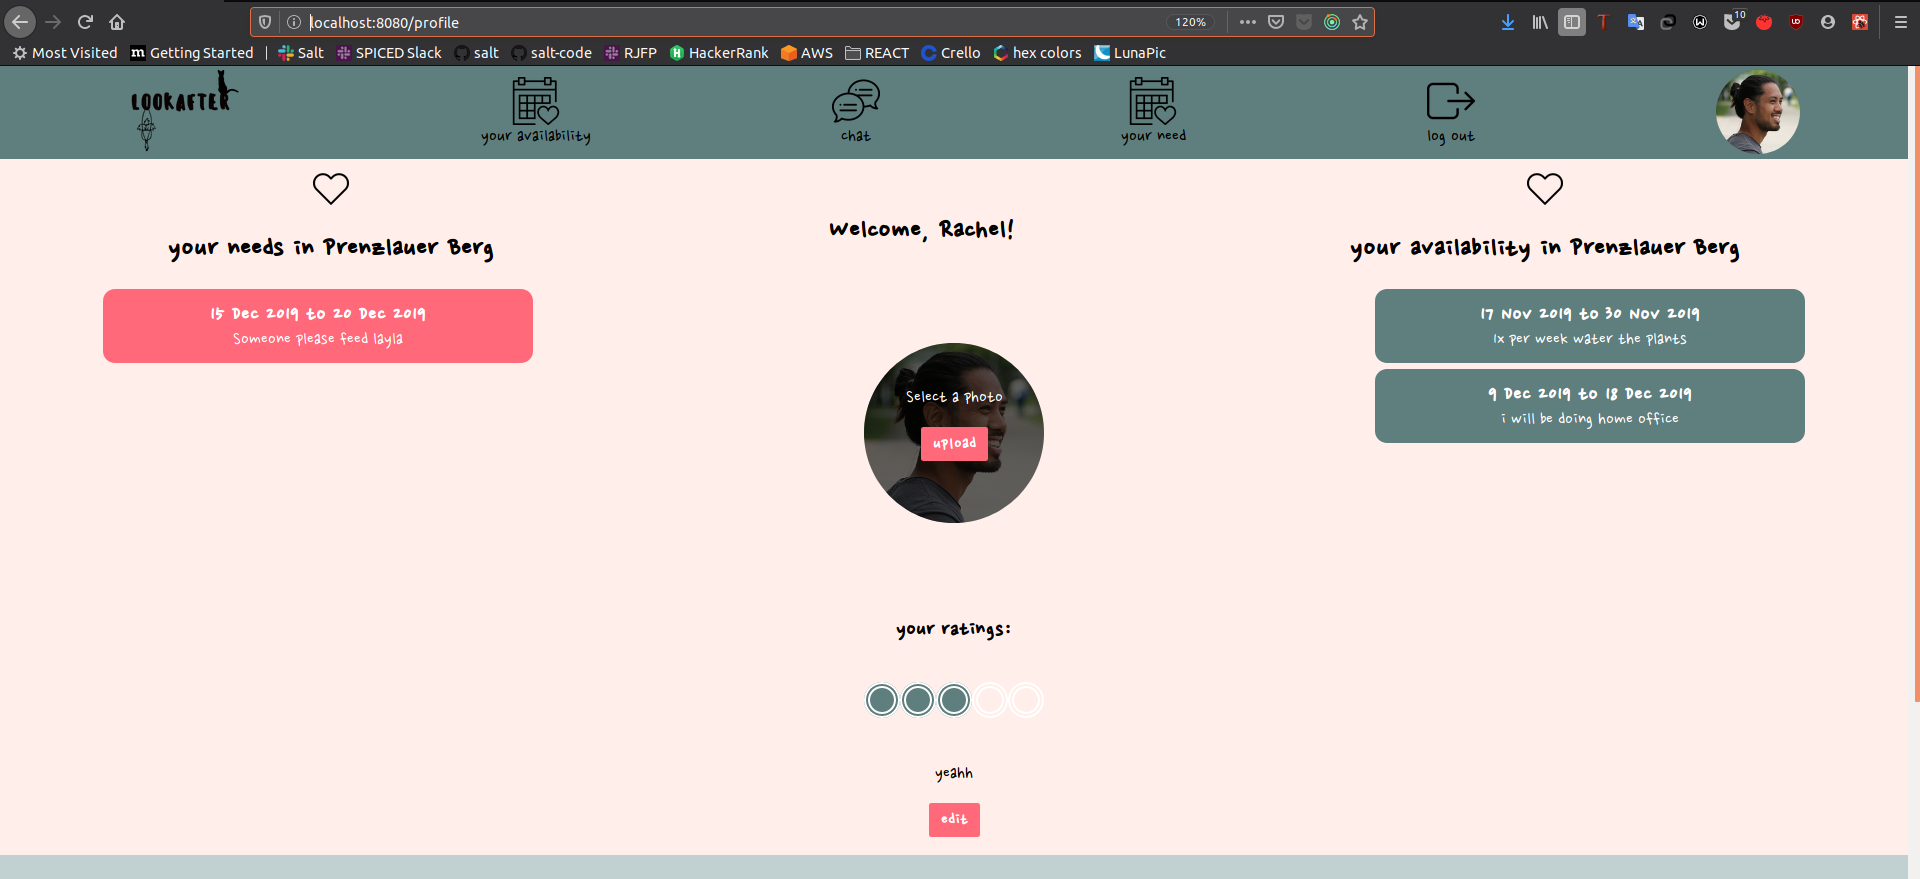 localhost:8080/profile
120%
10
Most Visited
m Getting Started
Salt
SPICED Slack
salt
salt-code
RJFP
H HackerRank
AWS
REACT
Crello
hex colors
LunaPic
LOOKAFTER
your availability
chat
your need
log out
your needs in Prenzlauer Berg
15 Dec 2019 to 20 Dec 2019
Someone please feed layla
Welcome, Rachel!
Select a photo
upload
your ratings:
yeahh
edit
your availability in Prenzlauer Berg
17 Nov 2019 to 30 Nov 2019
1x per week water the plants
9 Dec 2019 to 18 Dec 2019
i will be doing home office